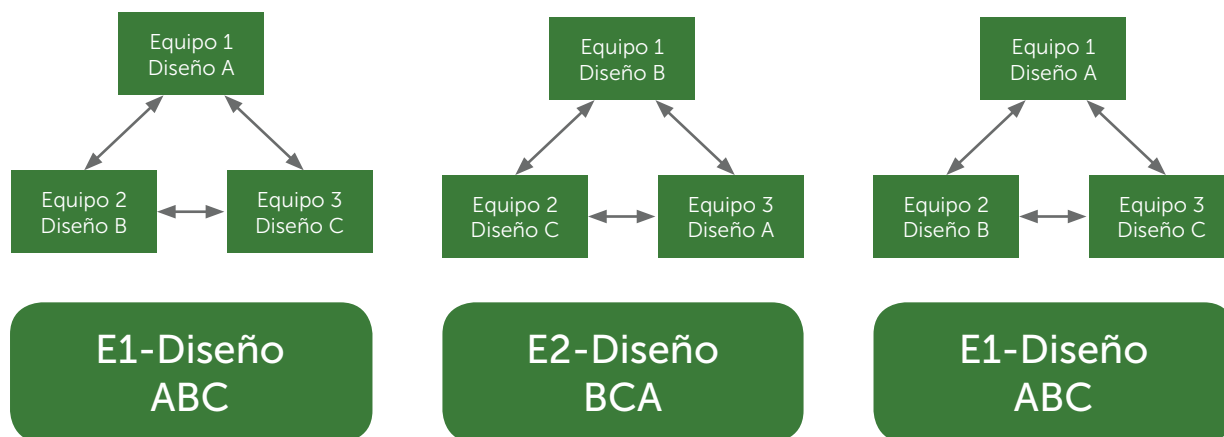 Equipo 1
Diseño A
Equipo 2
Diseño B
Equipo 3
Diseño C
E1-Diseño
ABC
Equipo 1
Diseño B
Equipo 2
Diseño C
Equipo 3
Diseño A
E2-Diseño
BCA
Equipo 1
Diseño A
Equipo 2
Diseño B
Equipo 3
Diseño C
E1-Diseño
ABC